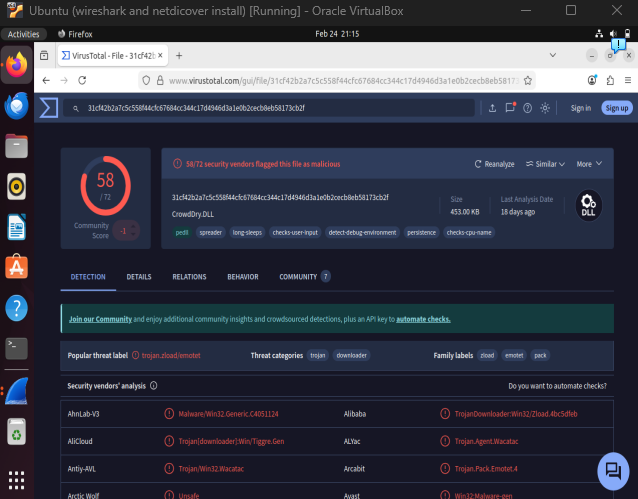 Ubuntu (wireshark and netdicover install) [Running] - Oracle VirtualBox
Activities
Firefox
Feb 24 21:15
VirusTotal - File - 31cf42b
www.virustotal.com/gui/file/31cf42b2a7c5c558f44cfc67684cc344c17d4946d3a1e0b2cecb8eb58173
31cf42b2a7c5c558f44cfc67684cc344c17d4946d3a1e0b2cecb8eb58173cb2f
Sign in
Sign up
58
/ 72
Community
Score
-1
58/72 security vendors flagged this file as malicious
Reanalyze
Similar
More
31cf42b2a7c5c558f44cfc67684cc344c17d4946d3a1e0b2cecb8eb58173cb2f
CrowdDry.DLL
Size
453.00 KB
Last Analysis Date
18 days ago
DLL
pedll
spreader
long-sleeps
checks-user-input
detect-debug-environment
persistence
checks-cpu-name
DETECTION
DETAILS
RELATIONS
BEHAVIOR
COMMUNITY 7
Join our Community and enjoy additional community insights and crowdsourced detections, plus an API key to automate checks.
Popular threat label
trojan.zload/emotet
Threat categories
trojan
downloader
Family labels
zload
emotet
pack
Security vendors' analysis
Do you want to automate checks?
AhnLab-V3
Malware/Win32.Generic.C4051124
Alibaba
TrojanDownloader:Win32/Zload.4bc5dfeb
AliCloud
Trojan[downloader]:Win/Tiggre.Gen
ALYac
Trojan.Agent.Wacatac
Antiy-AVL
Trojan/Win32.Wacatac
Arcabit
Trojan.Pack.Emotet.4
Arctic Wolf
Unsafe
Avast
Win32:Malware-gen